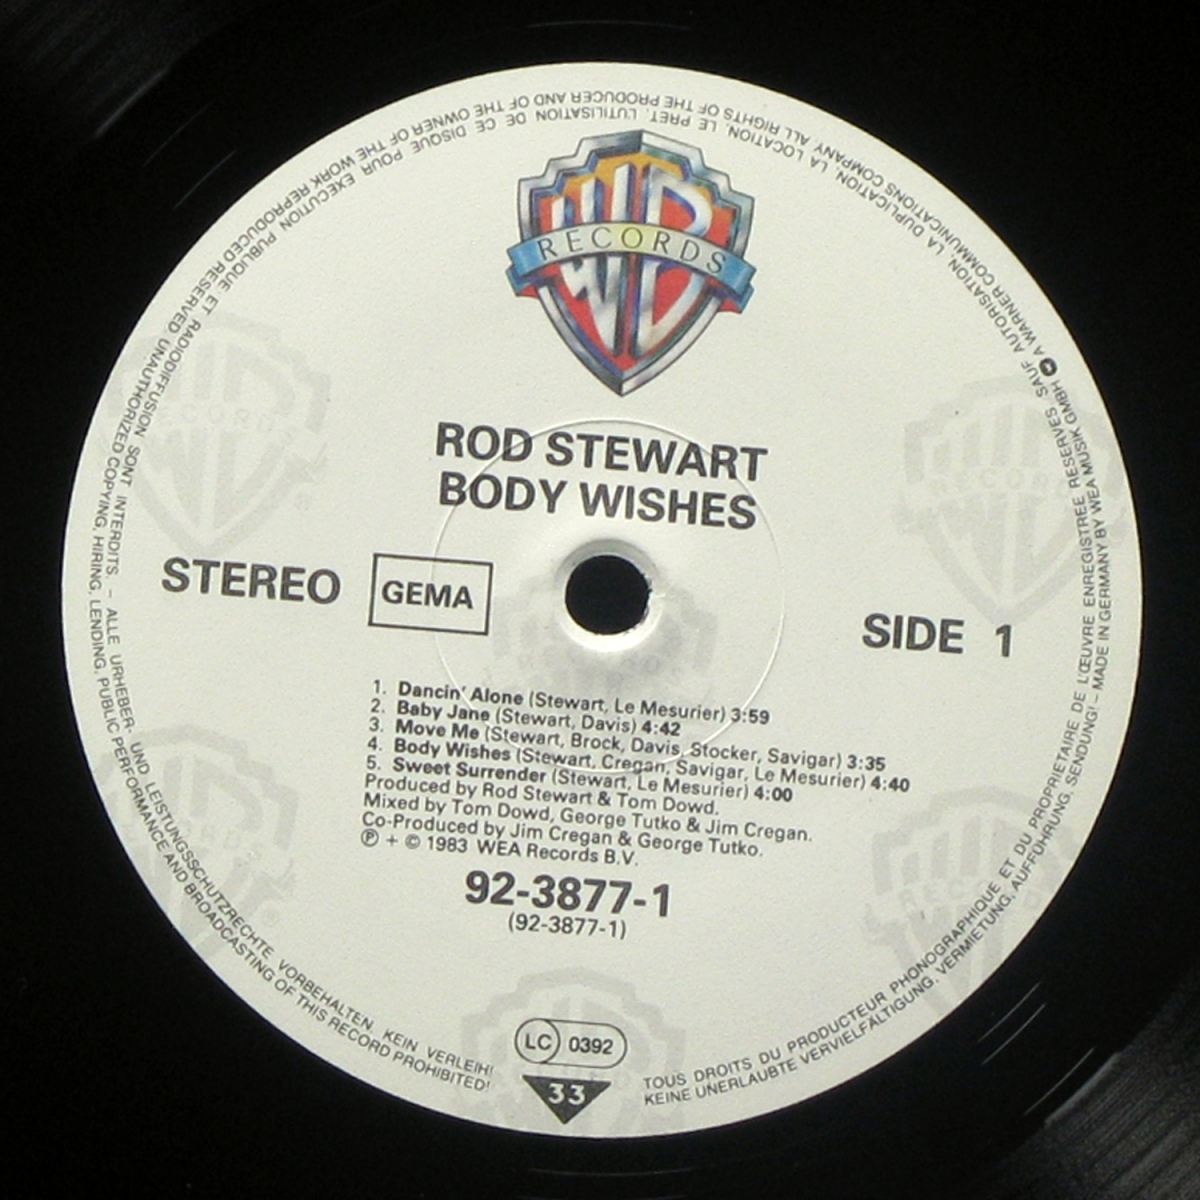 WB
RECORDS
ROD STEWART
BODY WISHES
STEREO
GEMA
SIDE 1
1. Dancin' Alone (Stewart, Le Mesurier) 3:59
2. Baby Jane (Stewart, Davis) 4:42
3. Move Me (Stewart, Brock, Davis, Stocker, Savigar) 3:35
4. Body Wishes (Stewart, Cregan, Savigar, Le Mesurier) 4:40
5. Sweet Surrender (Stewart, Le Mesurier) 4:00
Produced by Rod Stewart & Tom Dowd.
Mixed by Tom Dowd, George Tutko & Jim Cregan.
Co-Produced by Jim Cregan & George Tutko.
℗ + © 1983 WEA Records B.V.
92-3877-1
(92-3877-1)
LC 0392
33
TOUS DROITS DU PRODUCTEUR PHONOGRAPHIQUE ET DU PROPRIETAIRE DE L'ŒUVRE ENREGISTREE RESERVES. SAUF AUTORISATION, LA DUPLICATION, LA LOCATION, LE PRET, L'UTILISATION DE CE DISQUE POUR EXECUTION PUBLIQUE ET RADIODIFFUSION SONT INTERDITS. – ALLE URHEBER- UND LEISTUNGSSCHUTZRECHTE VORBEHALTEN. KEIN VERLEIH!
KEINE UNERLAUBTE VERVIELFÄLTIGUNG, VERMIETUNG, AUFFÜHRUNG, SENDUNG! – MADE IN GERMANY BY WEA MUSIK GMBH A WARNER COMMUNICATIONS COMPANY ALL RIGHTS OF THE PRODUCER AND OF THE OWNER OF THE WORK REPRODUCED RESERVED UNAUTHORIZED COPYING, HIRING, LENDING, PUBLIC PERFORMANCE AND BROADCASTING OF THIS RECORD PROHIBITED!